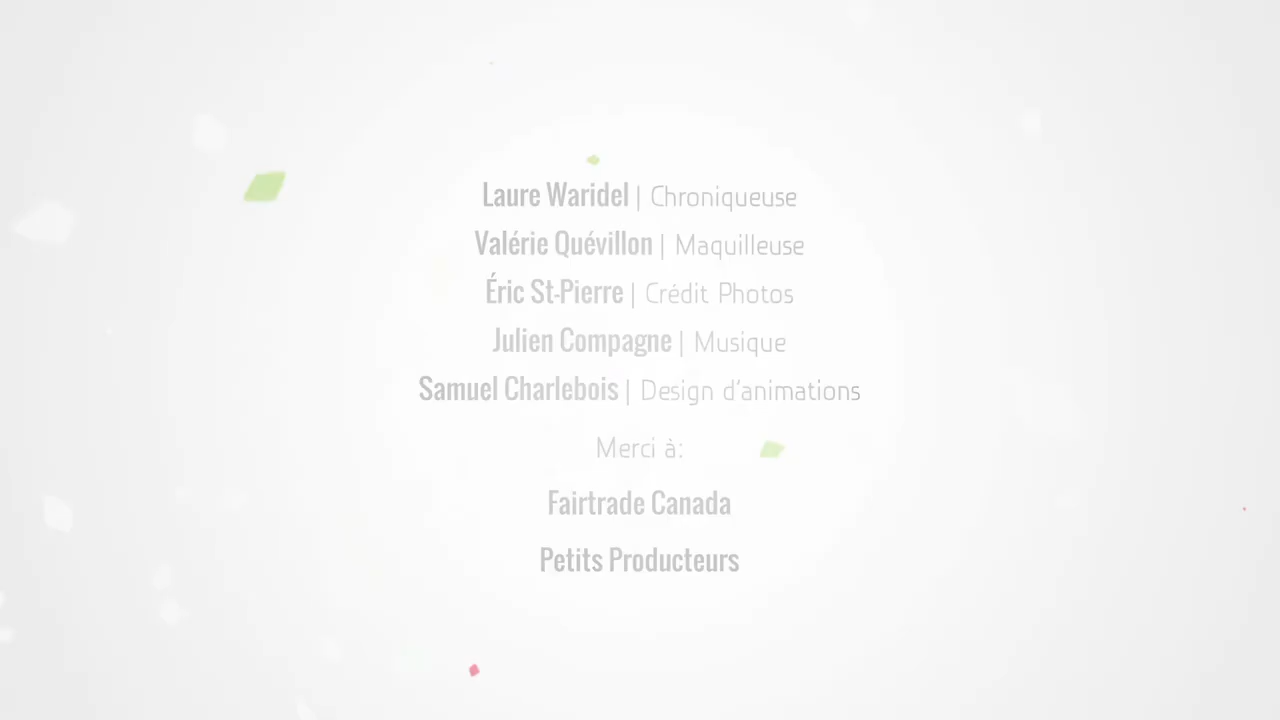 Laure Waridel | Chroniqueuse
Valérie Quévillon | Maquilleuse
Éric St-Pierre | Crédit Photos
Julien Compagne | Musique
Samuel Charlebois | Design d'animations
Merci à:
Fairtrade Canada
Petits Producteurs